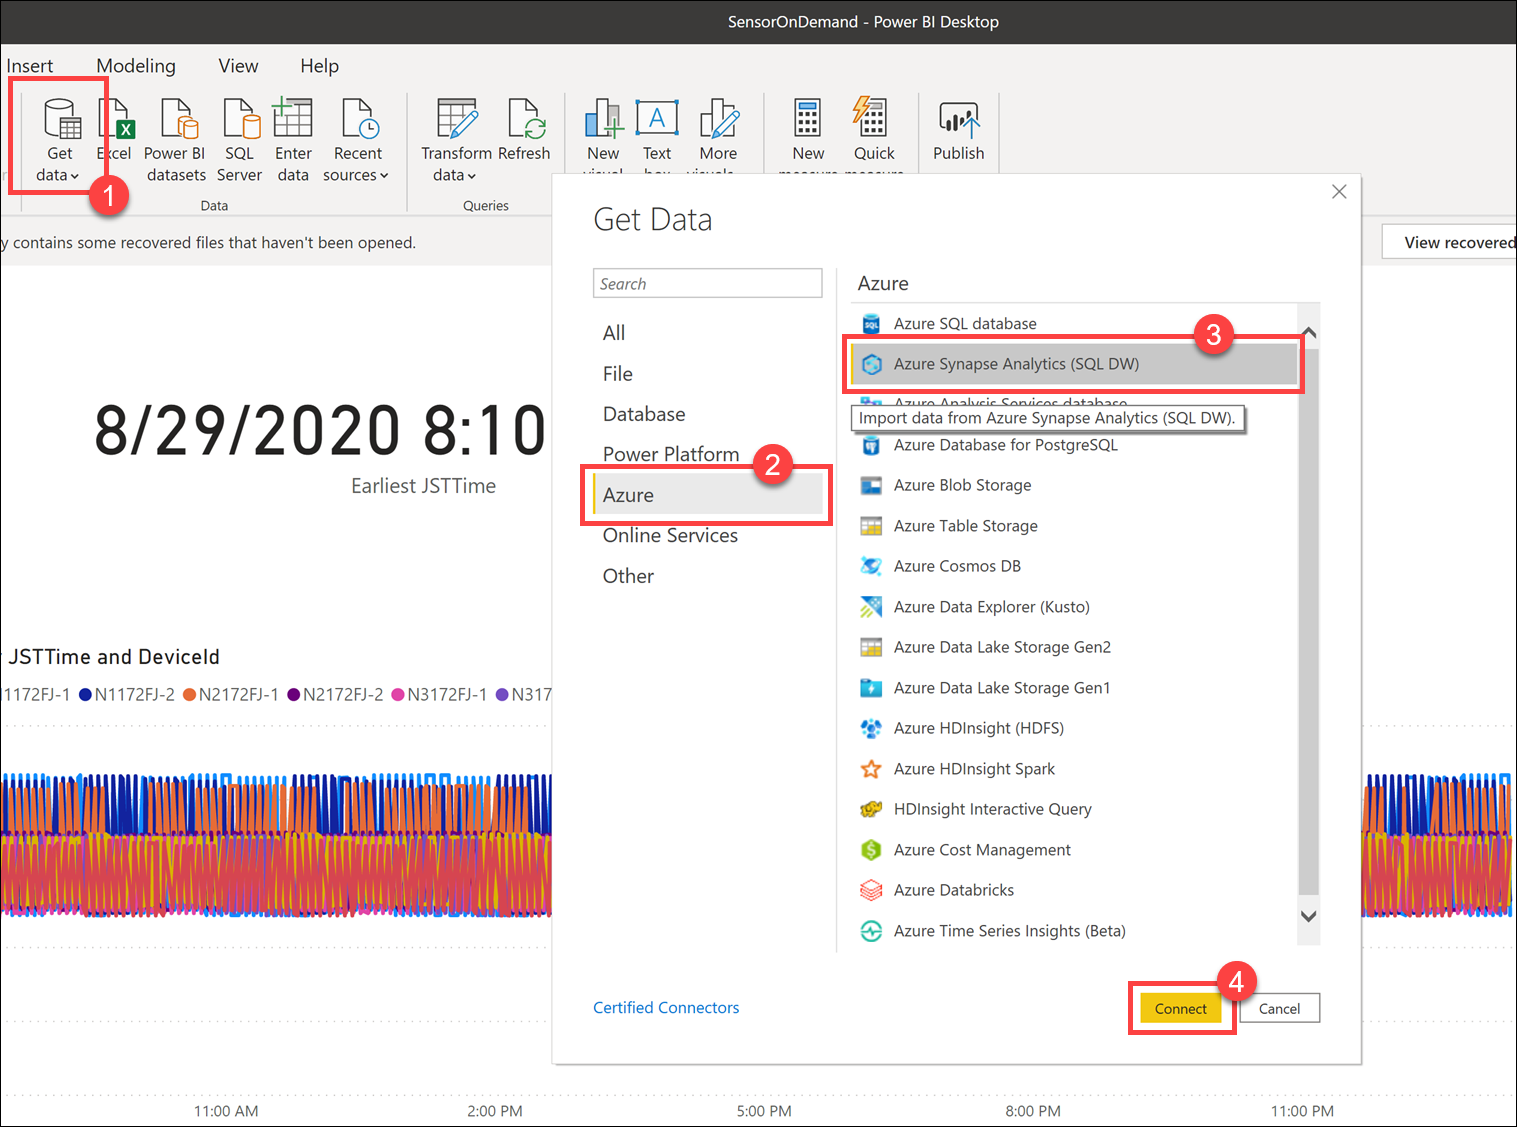 SensorOnDemand - Power BI Desktop
Insert Modeling View Help
Get data
Excel
Power BI datasets
SQL Server
Enter data
Recent sources
Transform data
Refresh
New visual
Text box
More visuals
New measure
Quick measure
Publish
1
Data
Queries
y contains some recovered files that haven't been opened.
View recovered
Get Data
Search
All
File
Database
Power Platform
2
Azure
Online Services
Other
Azure
Azure SQL database
3
Azure Synapse Analytics (SQL DW)
Azure Analysis Services database
Import data from Azure Synapse Analytics (SQL DW).
Azure Database for PostgreSQL
Azure Blob Storage
Azure Table Storage
Azure Cosmos DB
Azure Data Explorer (Kusto)
Azure Data Lake Storage Gen2
Azure Data Lake Storage Gen1
Azure HDInsight (HDFS)
Azure HDInsight Spark
HDInsight Interactive Query
Azure Cost Management
Azure Databricks
Azure Time Series Insights (Beta)
Certified Connectors
4
Connect
Cancel
8/29/2020 8:10
Earliest JSTTime
JSTTime and DeviceId
1172FJ-1 N1172FJ-2 N2172FJ-1 N2172FJ-2 N3172FJ-1 N317
11:00 AM 2:00 PM 5:00 PM 8:00 PM 11:00 PM